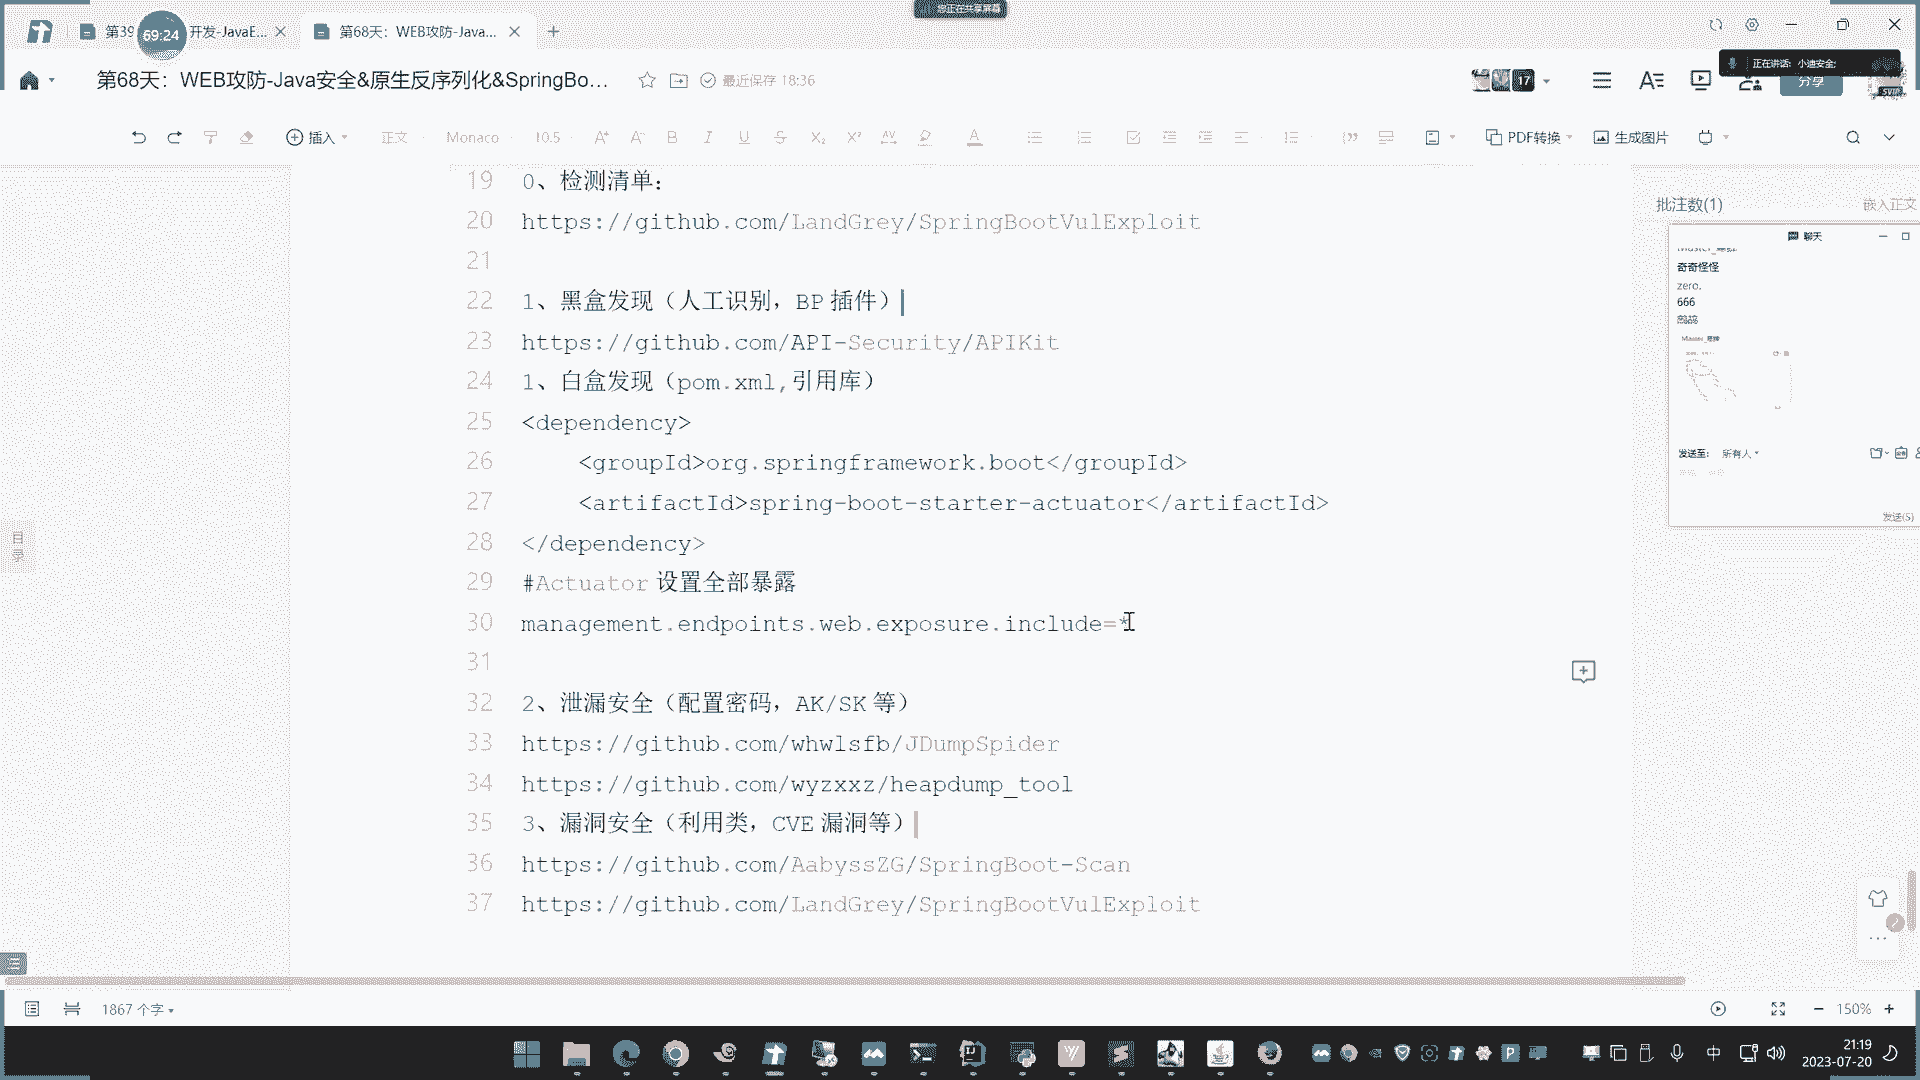 您正在共享屏幕
第39
69:24
开发-JavaE...
第68天：WEB攻防-Java...
正在讲话: 小迪安全;
第68天：WEB攻防-Java安全&原生反序列化&SpringBo...
最近保存 18:36
17
分享
SVIP
插入
正文
Monaco
10.5
PDF转换
生成图片
19 0、检测清单：
20 https://github.com/LandGrey/SpringBootVulExploit
21
22 1、黑盒发现（人工识别，BP 插件）
23 https://github.com/API-Security/APIKit
24 1、白盒发现（pom.xml,引用库）
25 <dependency>
26 <groupId>org.springframework.boot</groupId>
27 <artifactId>spring-boot-starter-actuator</artifactId>
28 </dependency>
29 #Actuator 设置全部暴露
30 management.endpoints.web.exposure.include=*
31
32 2、泄漏安全（配置密码，AK/SK 等）
33 https://github.com/whwlsfb/JDumpSpider
34 https://github.com/wyzxxz/heapdump_tool
35 3、漏洞安全（利用类，CVE 漏洞等）
36 https://github.com/AabyssZG/SpringBoot-Scan
37 https://github.com/LandGrey/SpringBootVulExploit
目录
批注数(1)
嵌入正文
聊天
奇奇怪怪
zero.
666
发送至: 所有人
发送(S)
1867 个字
150%
中
21:19
2023-07-20